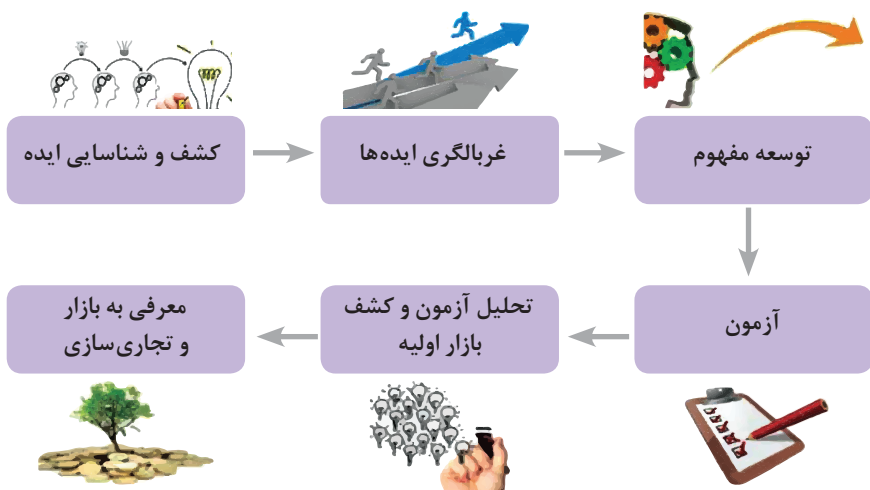 کشف و شناسایی ایده
غربالگری ایده‌ها
توسعه مفهوم
آزمون
تحلیل آزمون و کشف
بازار اولیه
معرفی به بازار
و تجاری‌سازی